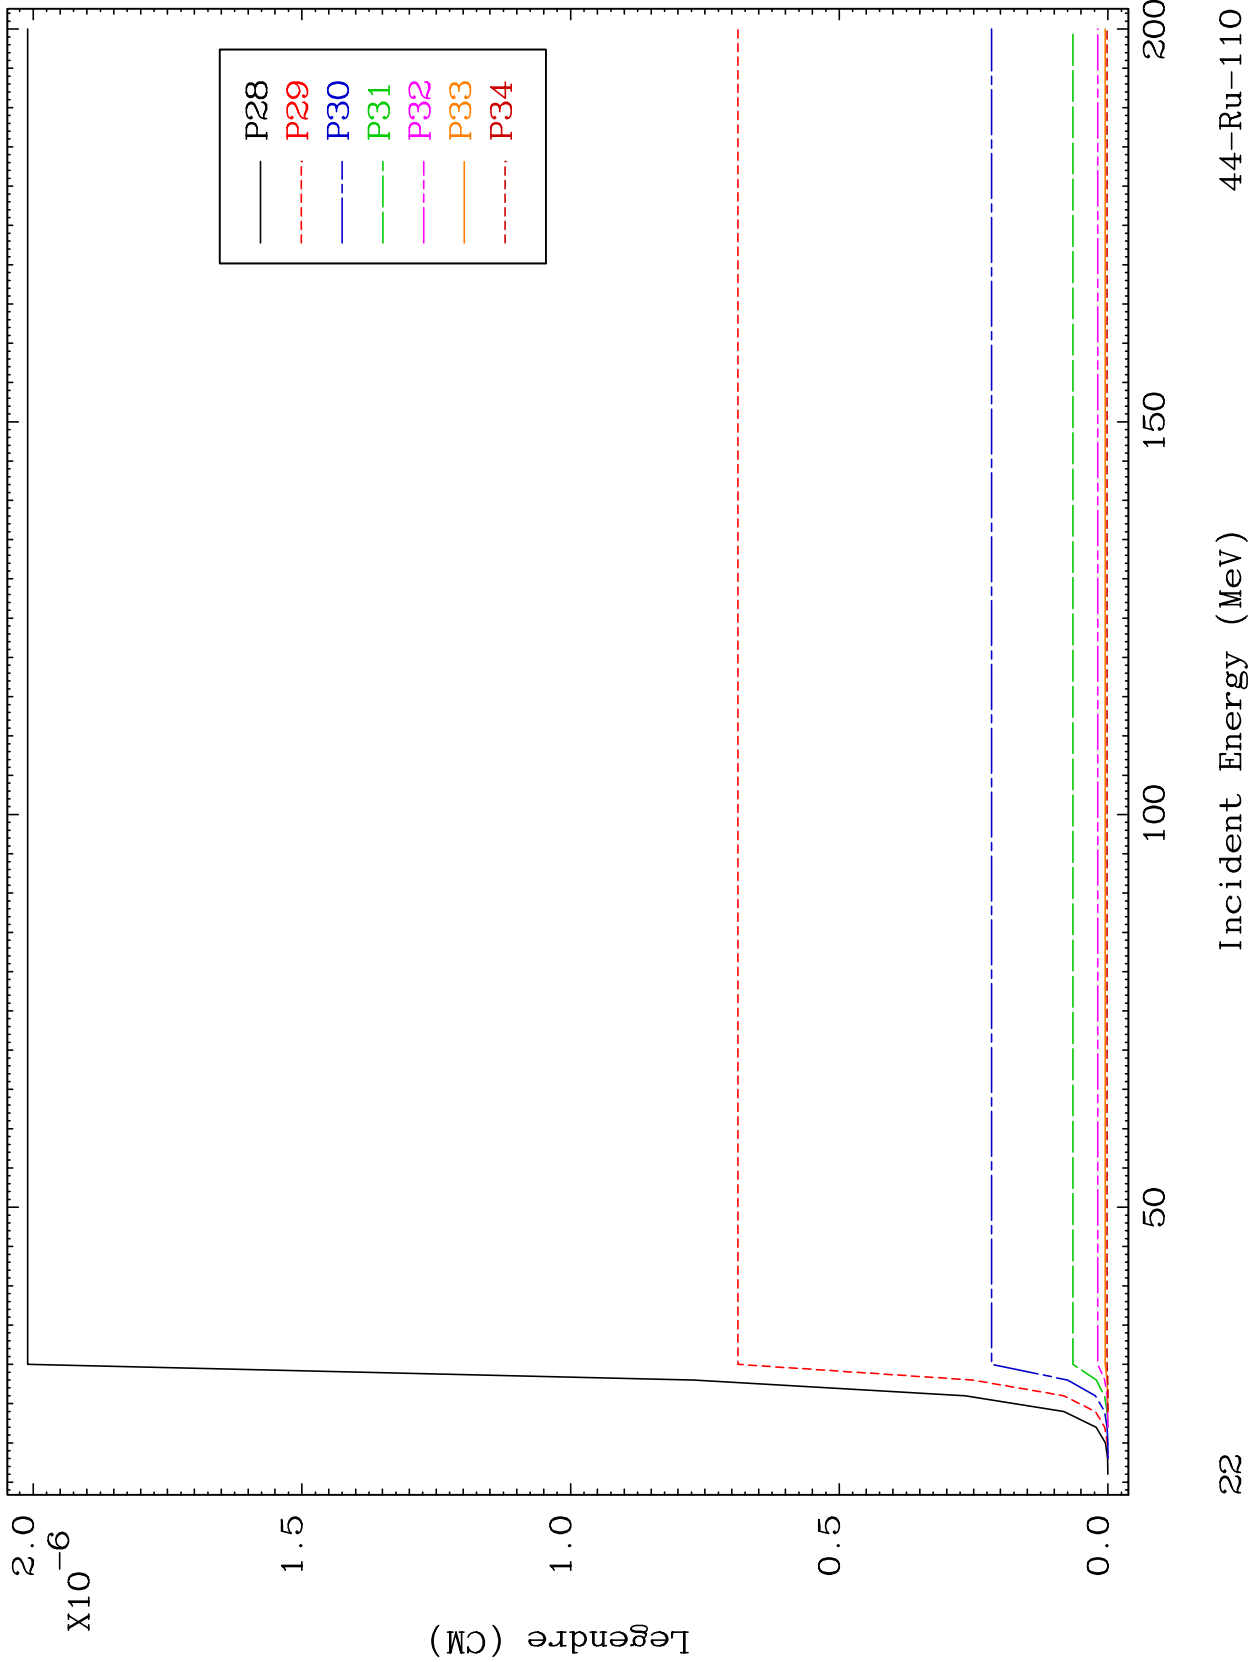 2.0
X10-6
1.5
1.0
0.5
0.0
Legendre (CM)
P28
P29
P30
P31
P32
P33
P34
50
100
150
200
Incident Energy (MeV)
22
44-Ru-110